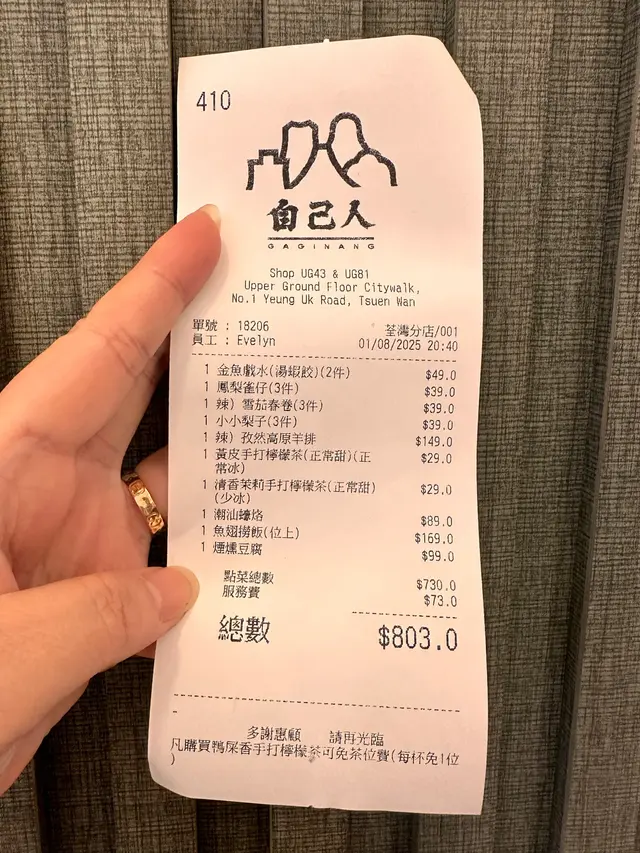 410
自己人
GAGINANG
Shop UG43 & UG81
Upper Ground Floor Citywalk,
No.1 Yeung Uk Road, Tsuen Wan
單號 : 18206 荃灣分店/001
員工 : Evelyn 01/08/2025 20:40
1 金魚戲水(湯蝦餃)(2件) $49.0
1 鳳梨雀仔(3件) $39.0
1 辣) 雪茄春卷(3件) $39.0
1 小小梨子(3件) $39.0
1 辣) 孜然高原羊排 $149.0
1 黃皮手打檸檬茶(正常甜)(正
常冰) $29.0
1 清香茉莉手打檸檬茶(正常甜)
(少冰) $29.0
1 潮汕蠔烙 $89.0
1 魚翅撈飯(位上) $169.0
1 煙燻豆腐 $99.0
點菜總數 $730.0
服務費 $73.0
總數 $803.0
-
多謝惠顧 請再光臨
凡購買鴨屎香手打檸檬茶可免茶位費(每杯免1位
)